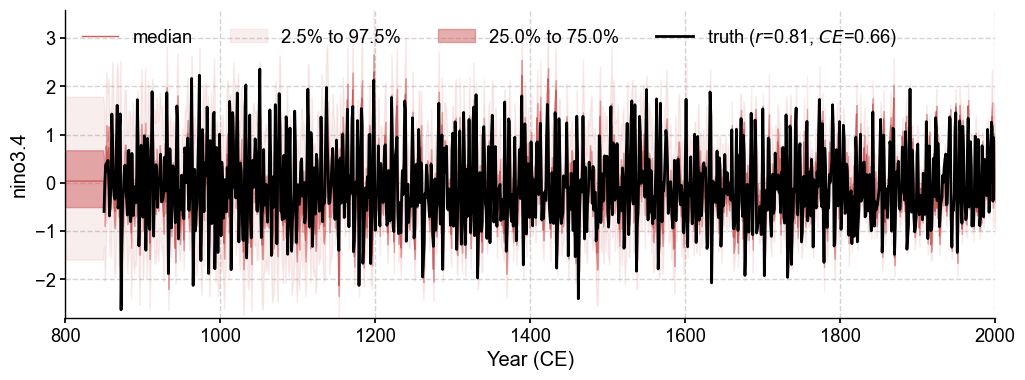 median 2.5% to 97.5% 25.0% to 75.0% truth (r=0.81, CE=0.66)
3
2
1
0
−1
−2
nino3.4
800 1000 1200 1400 1600 1800 2000
Year (CE)